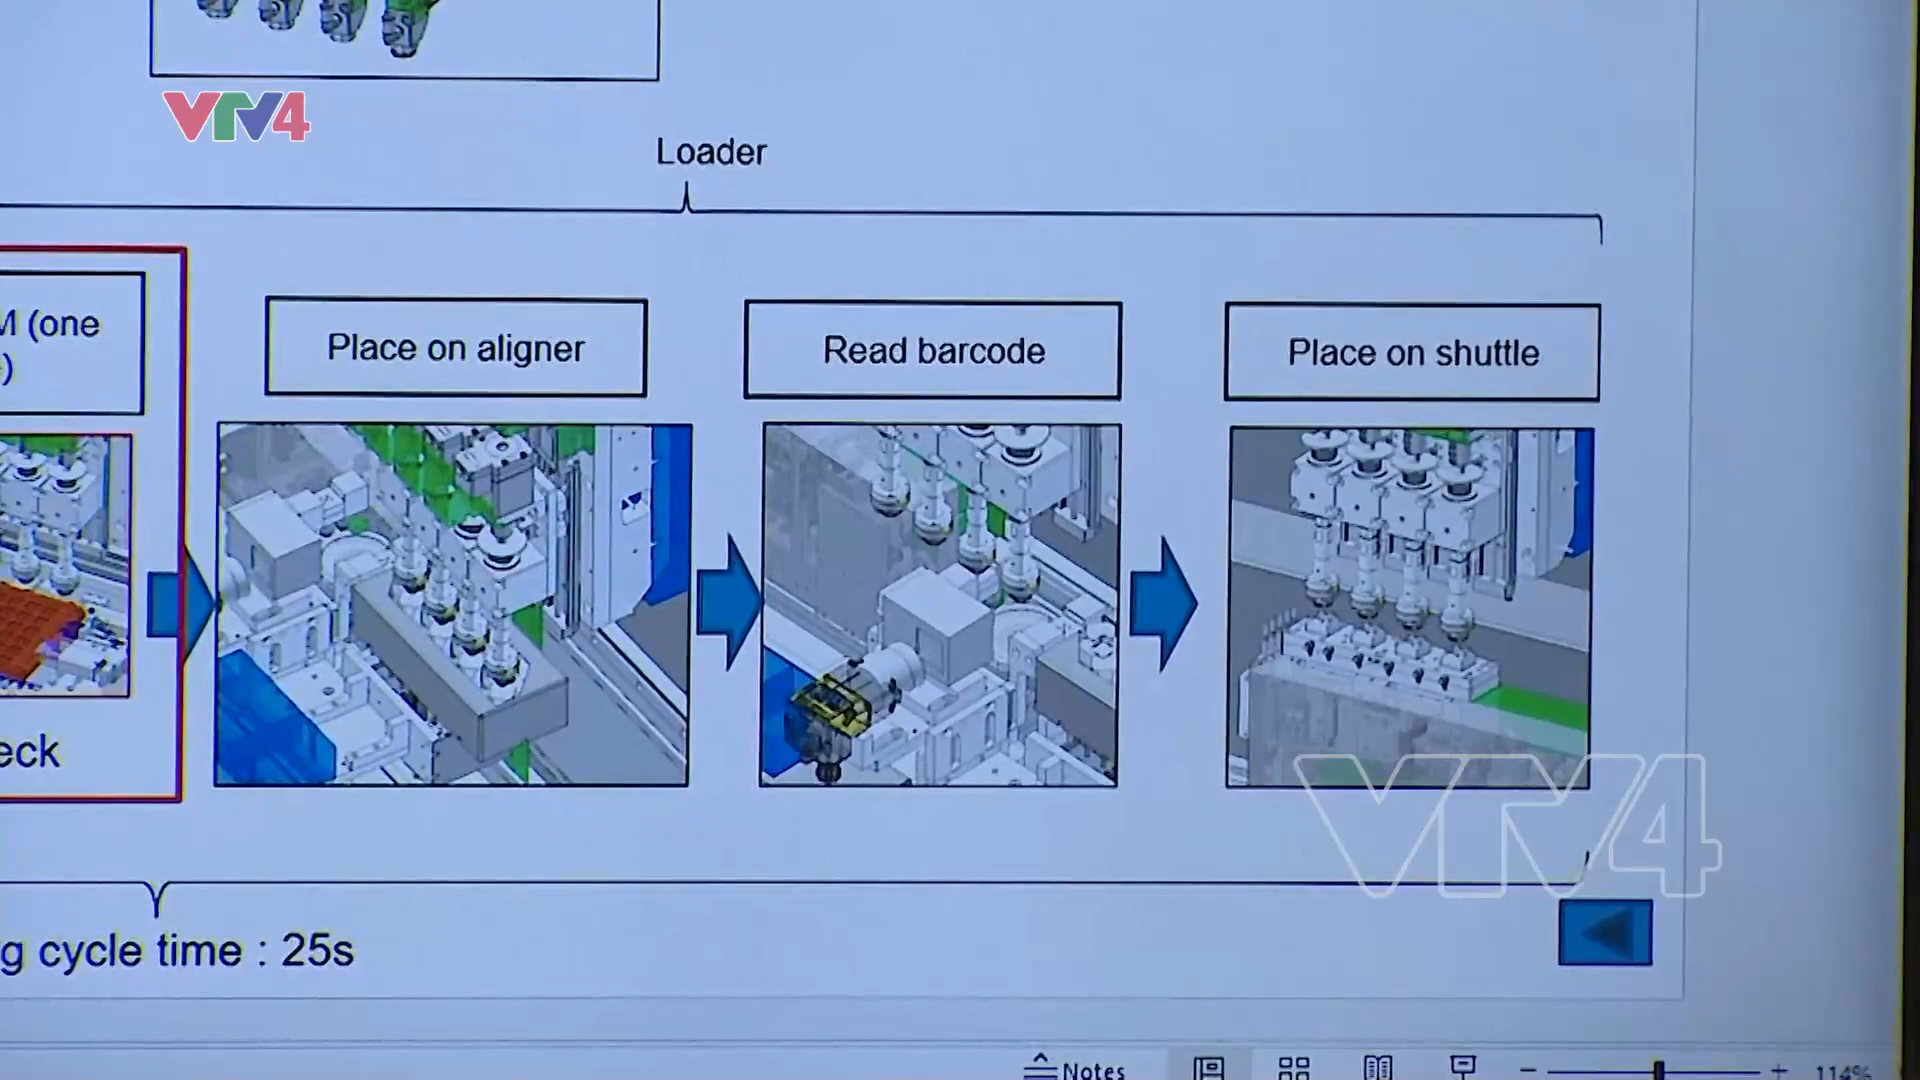 VTV4
Loader
M (one
)
Place on aligner
Read barcode
Place on shuttle
eck
VTV4
g cycle time : 25s
Notes
114%